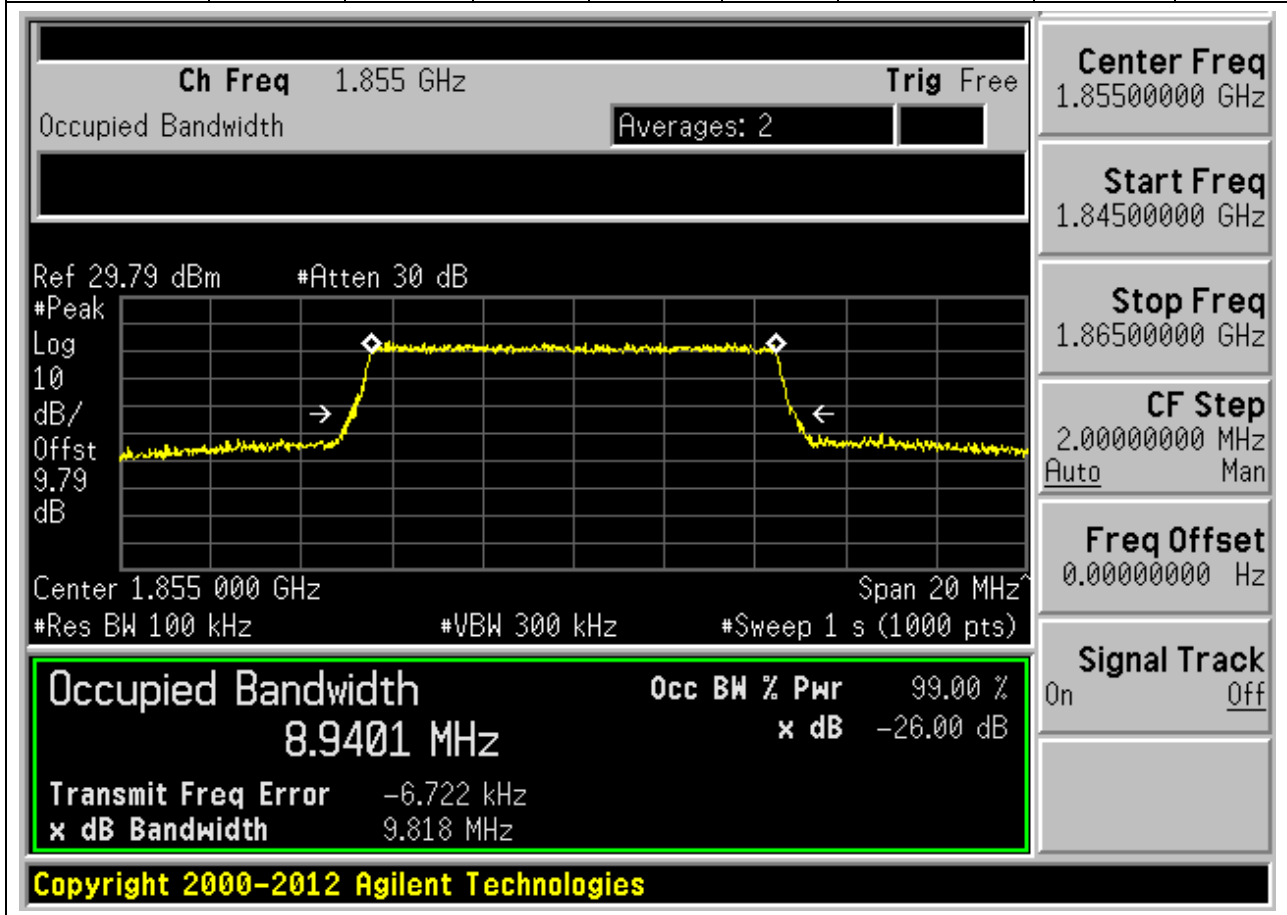 Ch Freq 1.855 GHz Trig Free
Occupied Bandwidth Averages: 2
Ref 29.79 dBm #Atten 30 dB
#Peak
Log
10
dB/
Offst
9.79
dB
Center 1.855 000 GHz Span 20 MHz^
#Res BW 100 kHz #VBW 300 kHz #Sweep 1 s (1000 pts)
Occupied Bandwidth Occ BW % Pwr 99.00 %
8.9401 MHz x dB -26.00 dB
Transmit Freq Error -6.722 kHz
x dB Bandwidth 9.818 MHz
Copyright 2000-2012 Agilent Technologies
Center Freq
1.85500000 GHz
Start Freq
1.84500000 GHz
Stop Freq
1.86500000 GHz
CF Step
2.00000000 MHz
Auto Man
Freq Offset
0.00000000 Hz
Signal Track
On Off